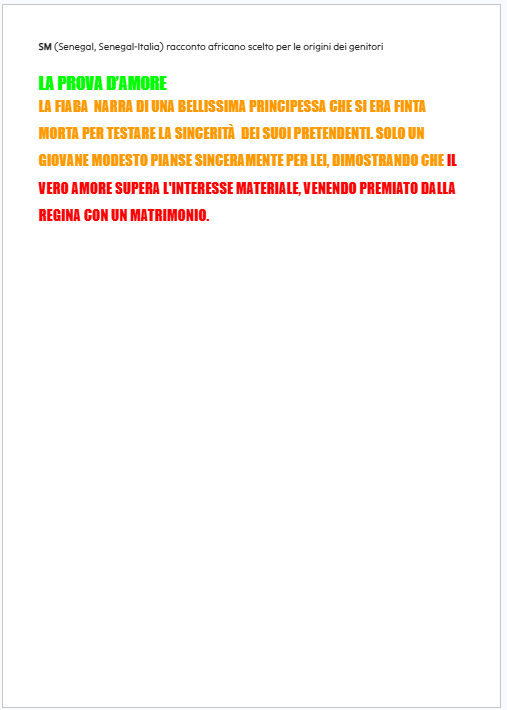 SM (Senegal, Senegal-Italia) racconto africano scelto per le origini dei genitori
LA PROVA D'AMORE
LA FIABA  NARRA DI UNA BELLISSIMA PRINCIPESSA CHE SI ERA FINTA
MORTA PER TESTARE LA SINCERITÀ  DEI SUOI PRETENDENTI. SOLO UN
GIOVANE MODESTO PIANSE SINCERAMENTE PER LEI, DIMOSTRANDO CHE IL
VERO AMORE SUPERA L'INTERESSE MATERIALE, VENENDO PREMIATO DALLA
REGINA CON UN MATRIMONIO.